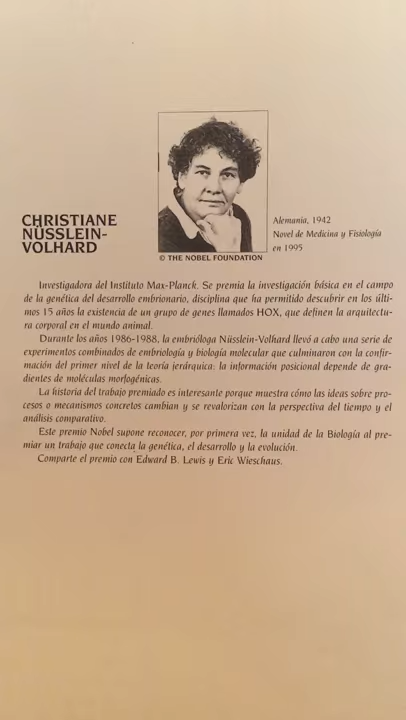 CHRISTIANE
NÜSSLEIN-
VOLHARD
© THE NOBEL FOUNDATION
Alemania, 1942
Novel de Medicina y Fisiología
en 1995
Investigadora del Instituto Max-Planck. Se premia la investigación básica en el campo
de la genética del desarrollo embrionario, disciplina que ha permitido descubrir en los últi-
mos 15 años la existencia de un grupo de genes llamados HOX, que definen la arquitectu-
ra corporal en el mundo animal.
Durante los años 1986-1988, la embrióloga Nüsslein-Volhard llevó a cabo una serie de
experimentos combinados de embriología y biología molecular que culminaron con la confir-
mación del primer nivel de la teoría jerárquica: la información posicional depende de gra-
dientes de moléculas morfogénicas.
La historia del trabajo premiado es interesante porque muestra cómo las ideas sobre pro-
cesos o mecanismos concretos cambian y se revalorizan con la perspectiva del tiempo y el
análisis comparativo.
Este premio Nobel supone reconocer, por primera vez, la unidad de la Biología al pre-
miar un trabajo que conecta la genética, el desarrollo y la evolución.
Comparte el premio con Edward B. Lewis y Eric Wieschaus.